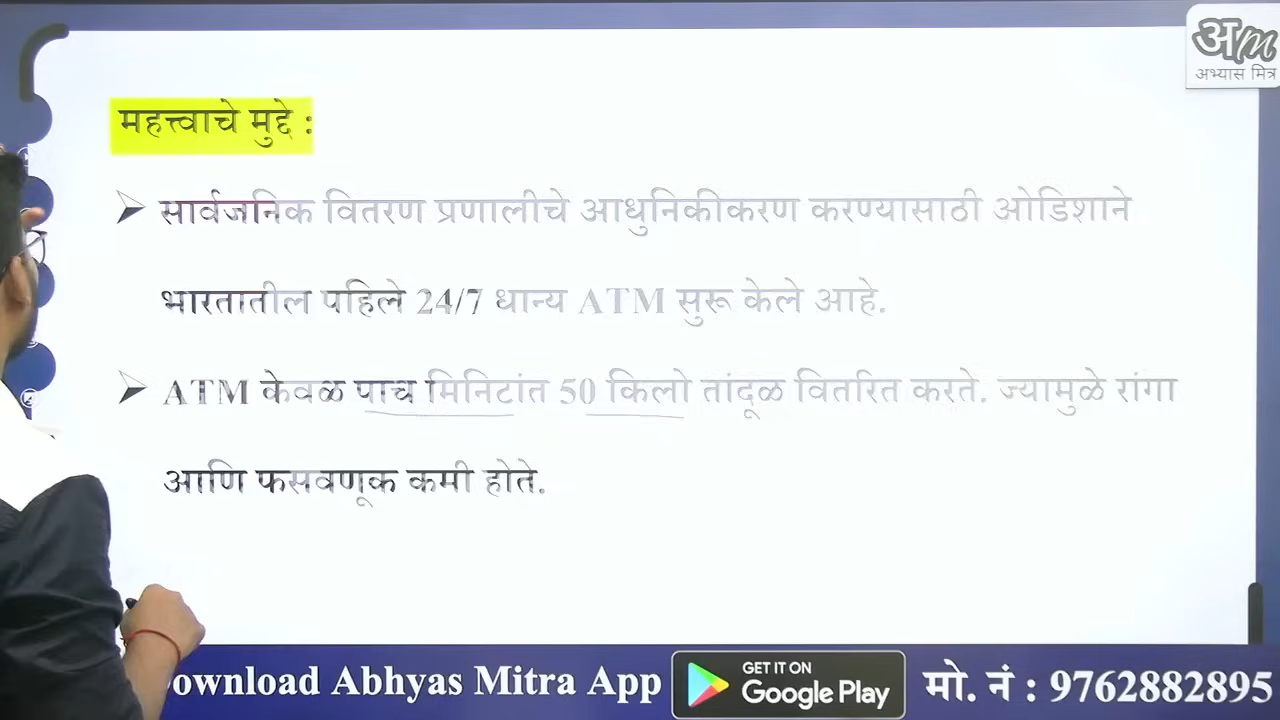 अm
अभ्यास मित्र
महत्त्वाचे मुद्दे :
सार्वजनिक वितरण प्रणालीचे आधुनिकीकरण करण्यासाठी ओडिशाने
भारतातील पहिले 24/7 धान्य ATM सुरू केले आहे.
ATM केवळ पाच मिनिटांत 50 किलो तांदूळ वितरित करते. ज्यामुळे रांगा
आणि फसवणूक कमी होते.
ownload Abhyas Mitra App
GET IT ON
Google Play
मो. नं : 9762882895